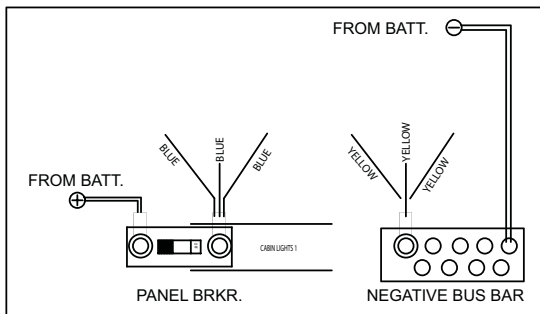 FROM BATT.
BLUE
BLUE
BLUE
YELLOW
YELLOW
YELLOW
FROM BATT.
CABIN LIGHTS 1
PANEL BRKR.
NEGATIVE BUS BAR